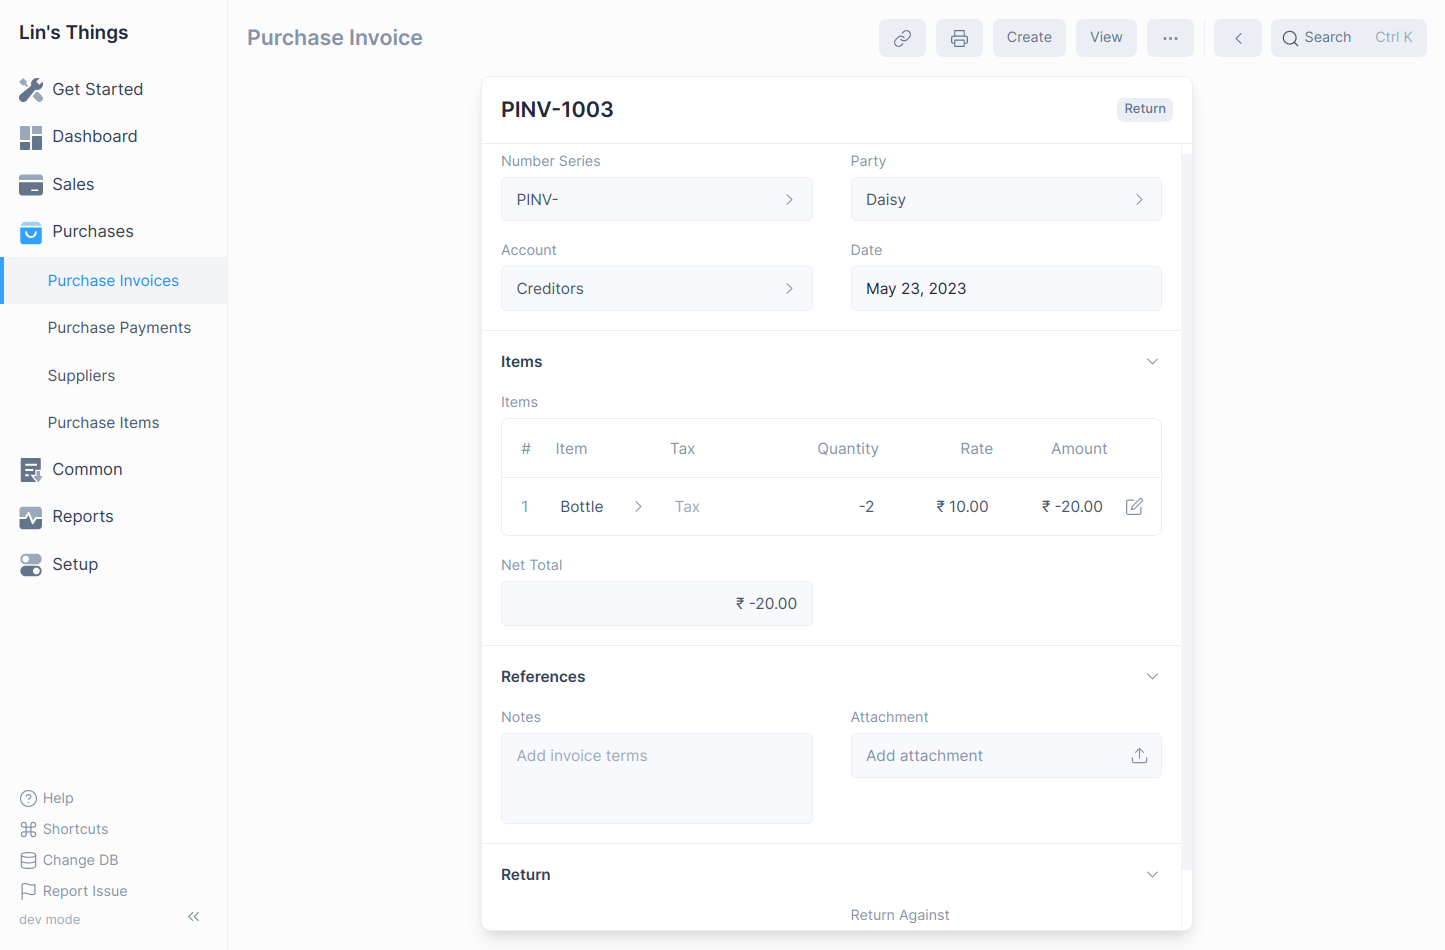 Lin's Things
Get Started
Dashboard
Sales
Purchases
Purchase Invoices
Purchase Payments
Suppliers
Purchase Items
Common
Reports
Setup
Help
Shortcuts
Change DB
Report Issue
dev mode
Purchase Invoice
Create
View
Search Ctrl K
PINV-1003
Return
Number Series
PINV-
Party
Daisy
Account
Creditors
Date
May 23, 2023
Items
Items
# Item Tax Quantity Rate Amount
1 Bottle Tax -2 ₹ 10.00 ₹ -20.00
Net Total
₹ -20.00
References
Notes
Add invoice terms
Attachment
Add attachment
Return
Return Against